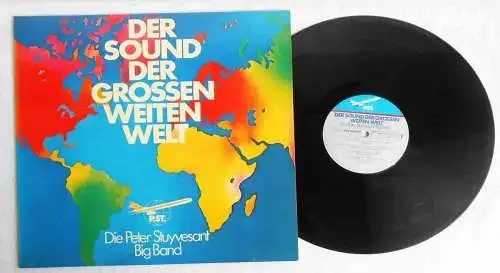 DER
SOUND
DER
GROSSEN
WEITEN
WELT
P.ST.
Die Peter Stuyvesant
Big Band
DER SOUND DER GROSSEN
WEITEN WELT